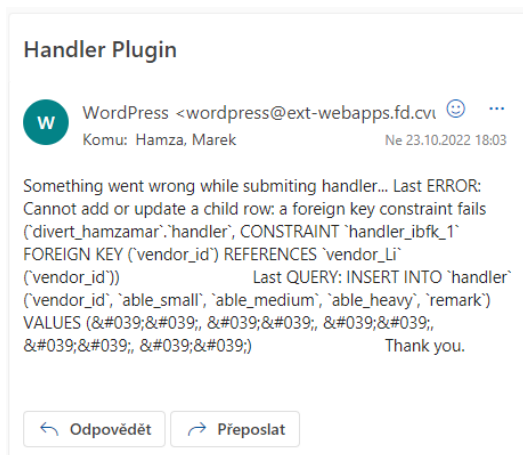 Handler Plugin
W
WordPress <wordpress@ext-webapps.fd.cvu
Komu: Hamza, Marek
Ne 23.10.2022 18:03
Something went wrong while submiting handler... Last ERROR:
Cannot add or update a child row: a foreign key constraint fails
(`divert_hamzamar`.`handler`, CONSTRAINT `handler_ibfk_1`
FOREIGN KEY (`vendor_id`) REFERENCES `vendor_Li`
(`vendor_id`)) Last QUERY: INSERT INTO `handler`
(`vendor_id`, `able_small`, `able_medium`, `able_heavy`, `remark`)
VALUES (&#039;&#039;, &#039;&#039;, &#039;&#039;,
&#039;&#039;, &#039;&#039;) Thank you.
Odpovědět
Přeposlat